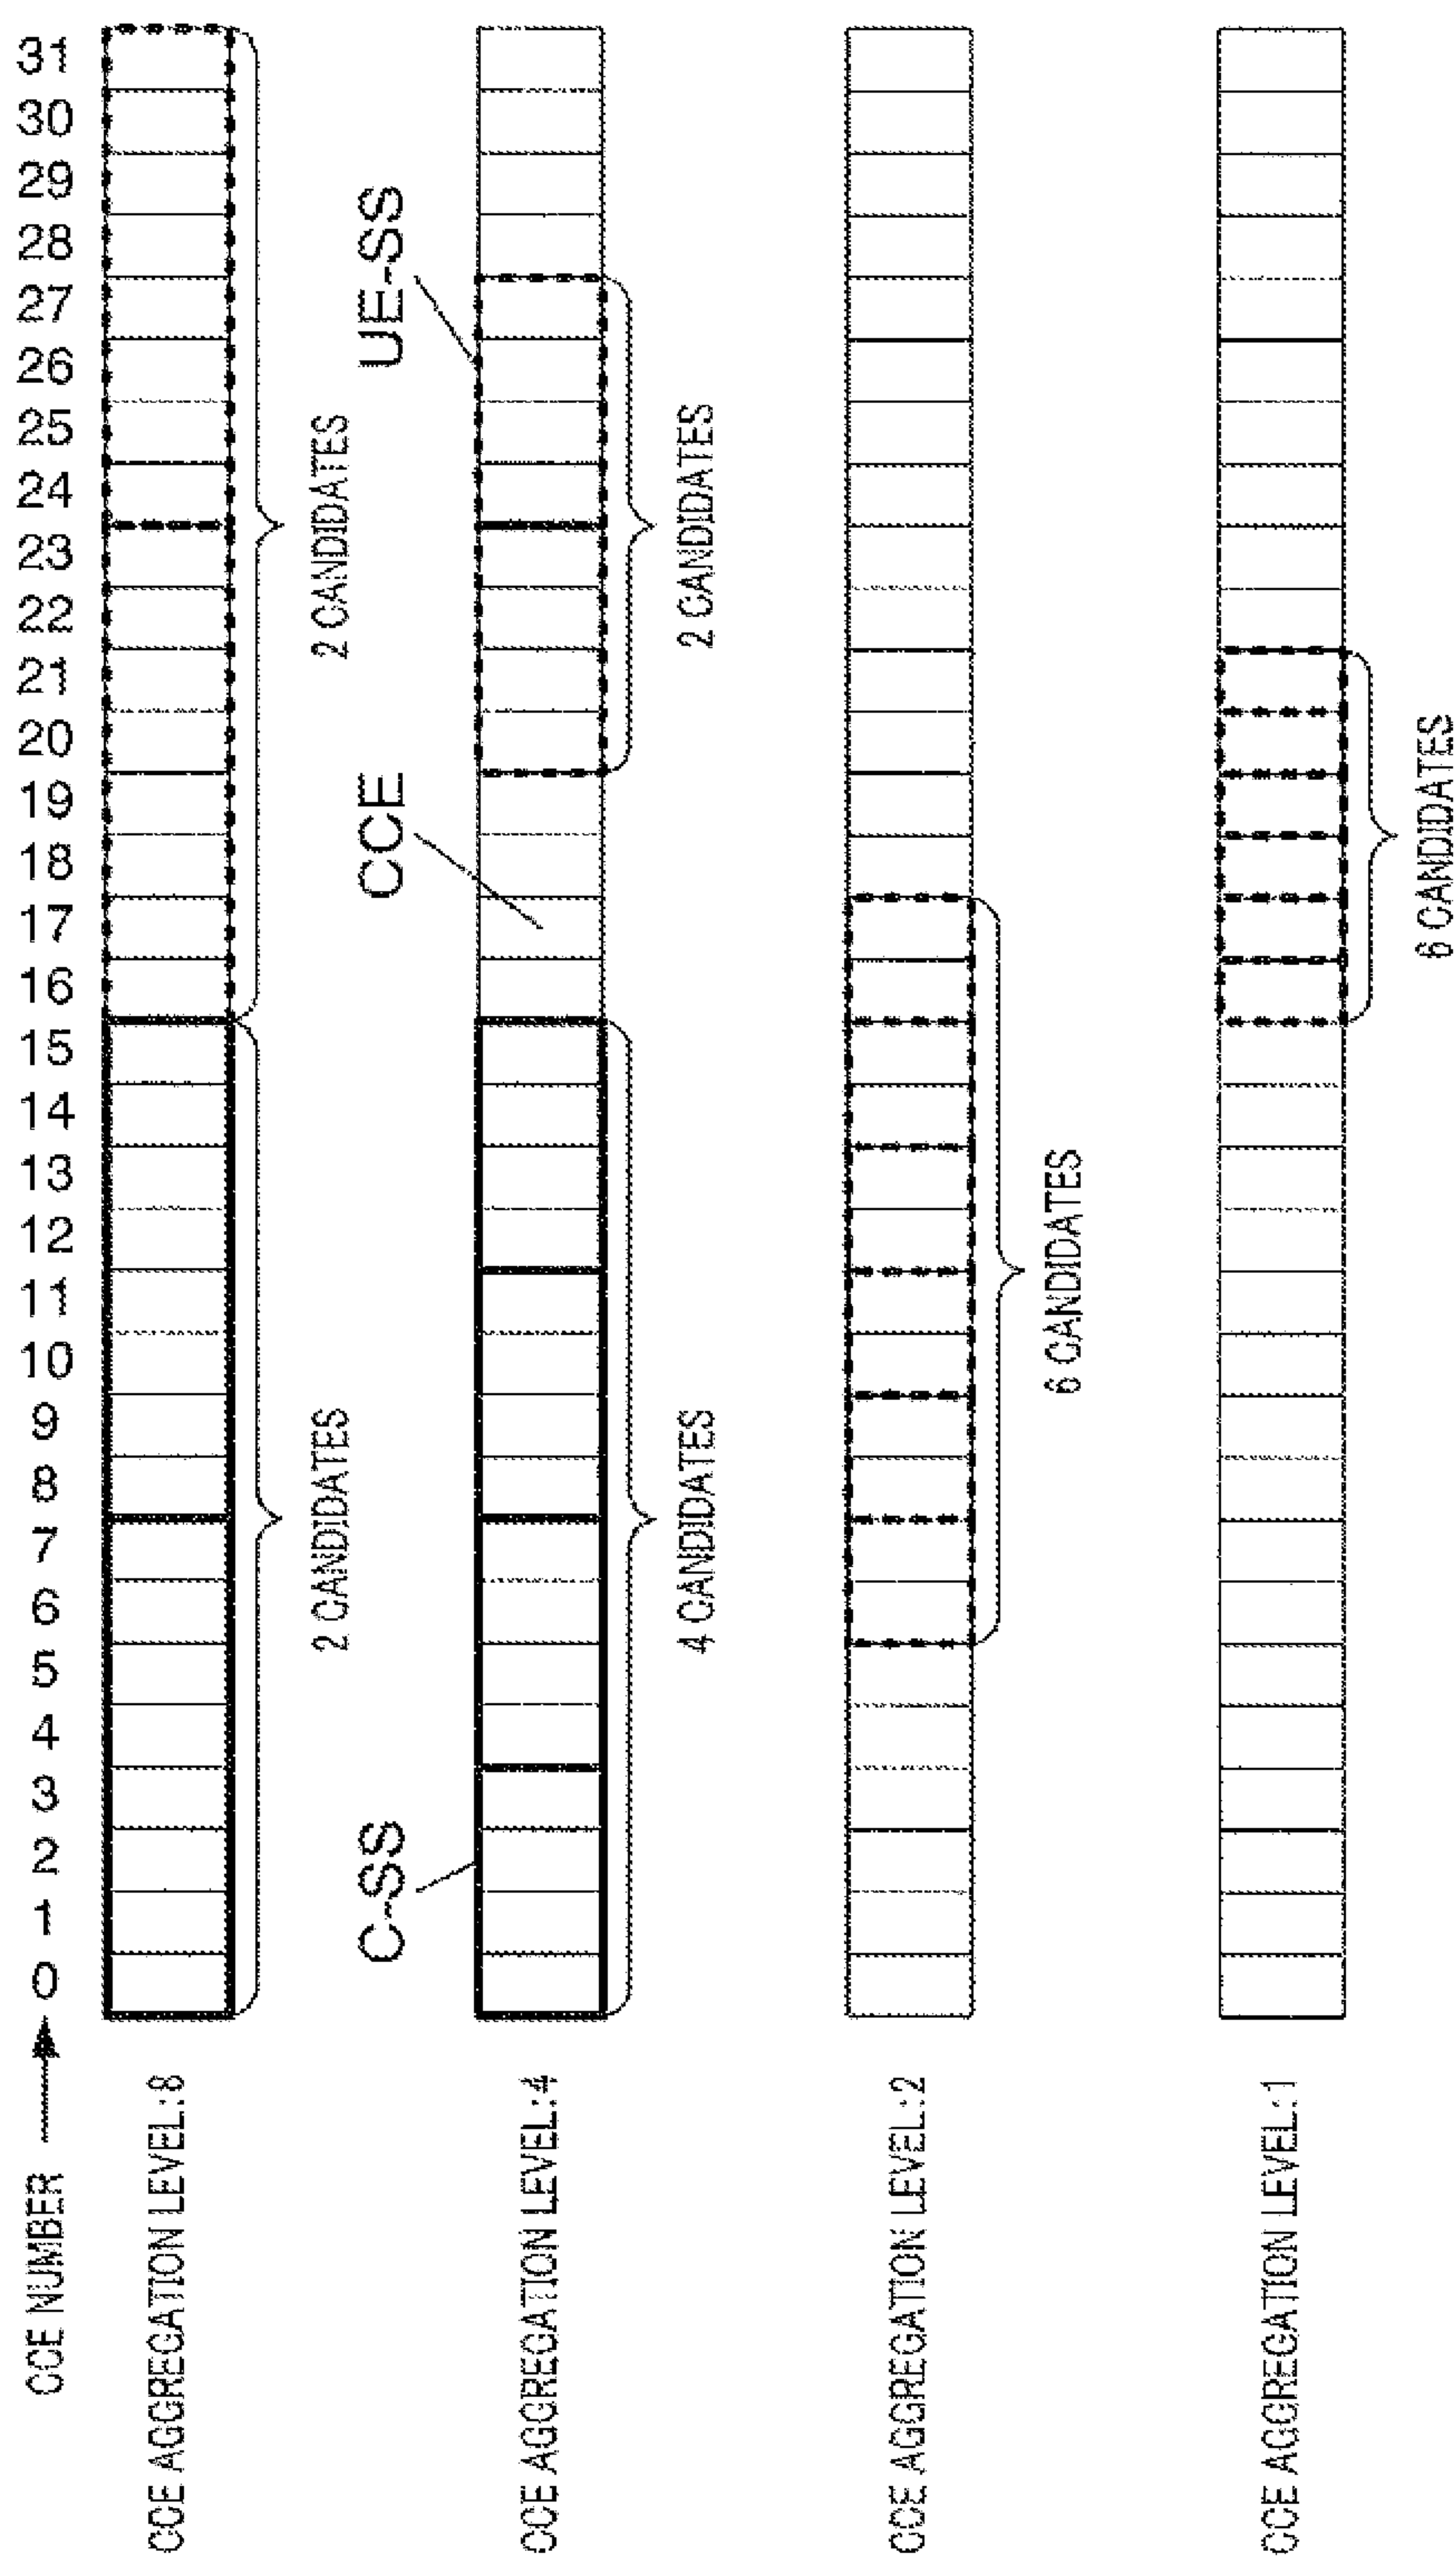 CCE NUMBER
0 1 2 3 4 5 6 7 8 9 10 11 12 13 14 15 16 17 18 19 20 21 22 23 24 25 26 27 28 29 30 31
CCE AGGREGATION LEVEL:8
2 CANDIDATES
2 CANDIDATES
C-SS
CCE
UE-SS
CCE AGGREGATION LEVEL:4
4 CANDIDATES
2 CANDIDATES
CCE AGGREGATION LEVEL:2
6 CANDIDATES
CCE AGGREGATION LEVEL:1
6 CANDIDATES